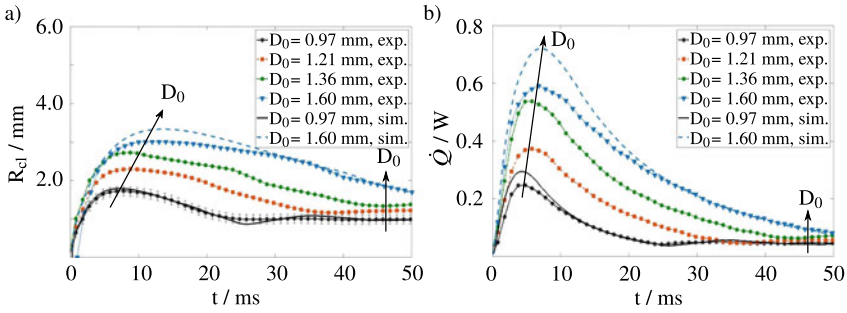 a)
6.0
4.0
2.0
R_cl / mm
D₀
D₀= 0.97 mm, exp.
D₀= 1.21 mm, exp.
D₀= 1.36 mm, exp.
D₀= 1.60 mm, exp.
D₀= 0.97 mm, sim.
D₀= 1.60 mm, sim.
D₀
0 10 20 30 40 50
t / ms
b)
0.8
0.6
0.4
0.2
Q̇ / W
D₀
D₀= 0.97 mm, exp.
D₀= 1.21 mm, exp.
D₀= 1.36 mm, exp.
D₀= 1.60 mm, exp.
D₀= 0.97 mm, sim.
D₀= 1.60 mm, sim.
D₀
0 10 20 30 40 50
t / ms